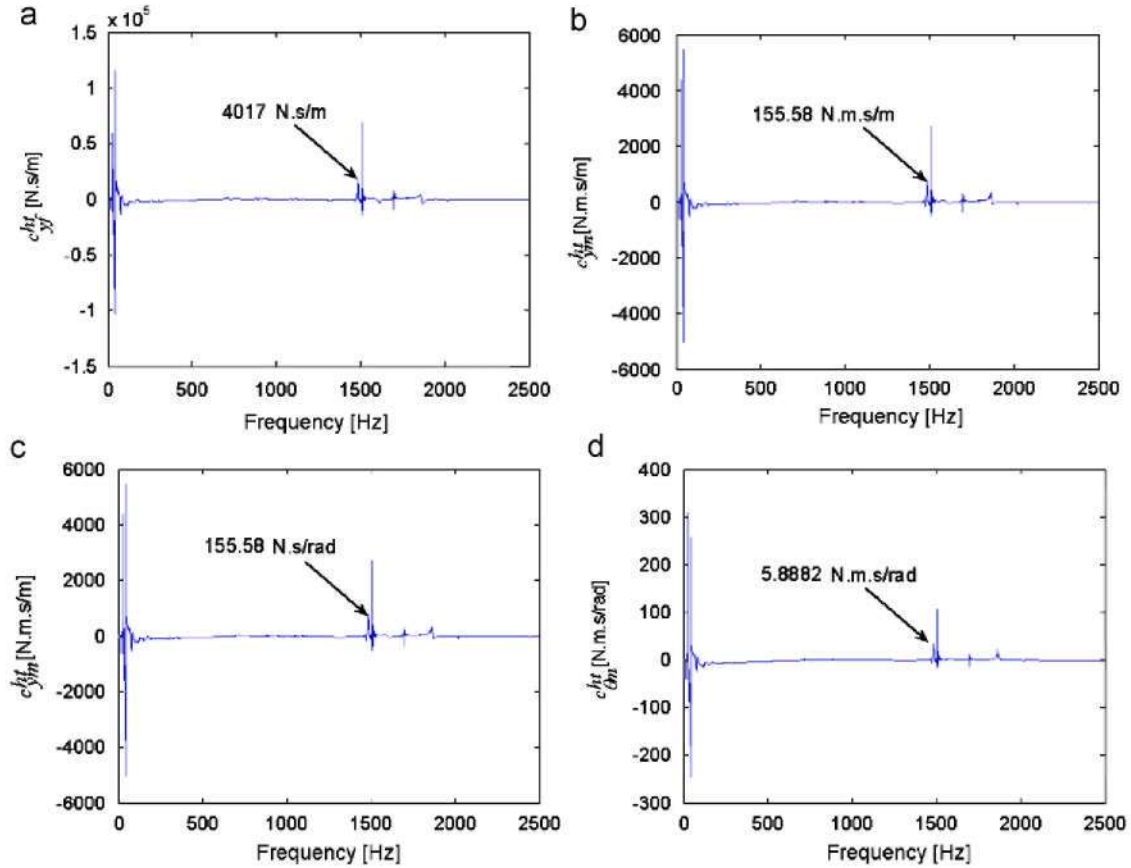 a
× 10⁵
1.5
1
0.5
0
-0.5
-1
-1.5
4017 N.s/m
c^{ht}_{yf} [N.s/m]
0 500 1000 1500 2000 2500
Frequency [Hz]
b
6000
4000
2000
0
-2000
-4000
-6000
155.58 N.m.s/m
c^{ht}_{ym} [N.m.s/m]
0 500 1000 1500 2000 2500
Frequency [Hz]
c
6000
4000
2000
0
-2000
-4000
-6000
155.58 N.s/rad
c^{ht}_{ym} [N.m.s/m]
0 500 1000 1500 2000 2500
Frequency [Hz]
d
400
300
200
100
0
-100
-200
-300
5.8882 N.m.s/rad
c^{ht}_{θm} [N.m.s/rad]
0 500 1000 1500 2000 2500
Frequency [Hz]